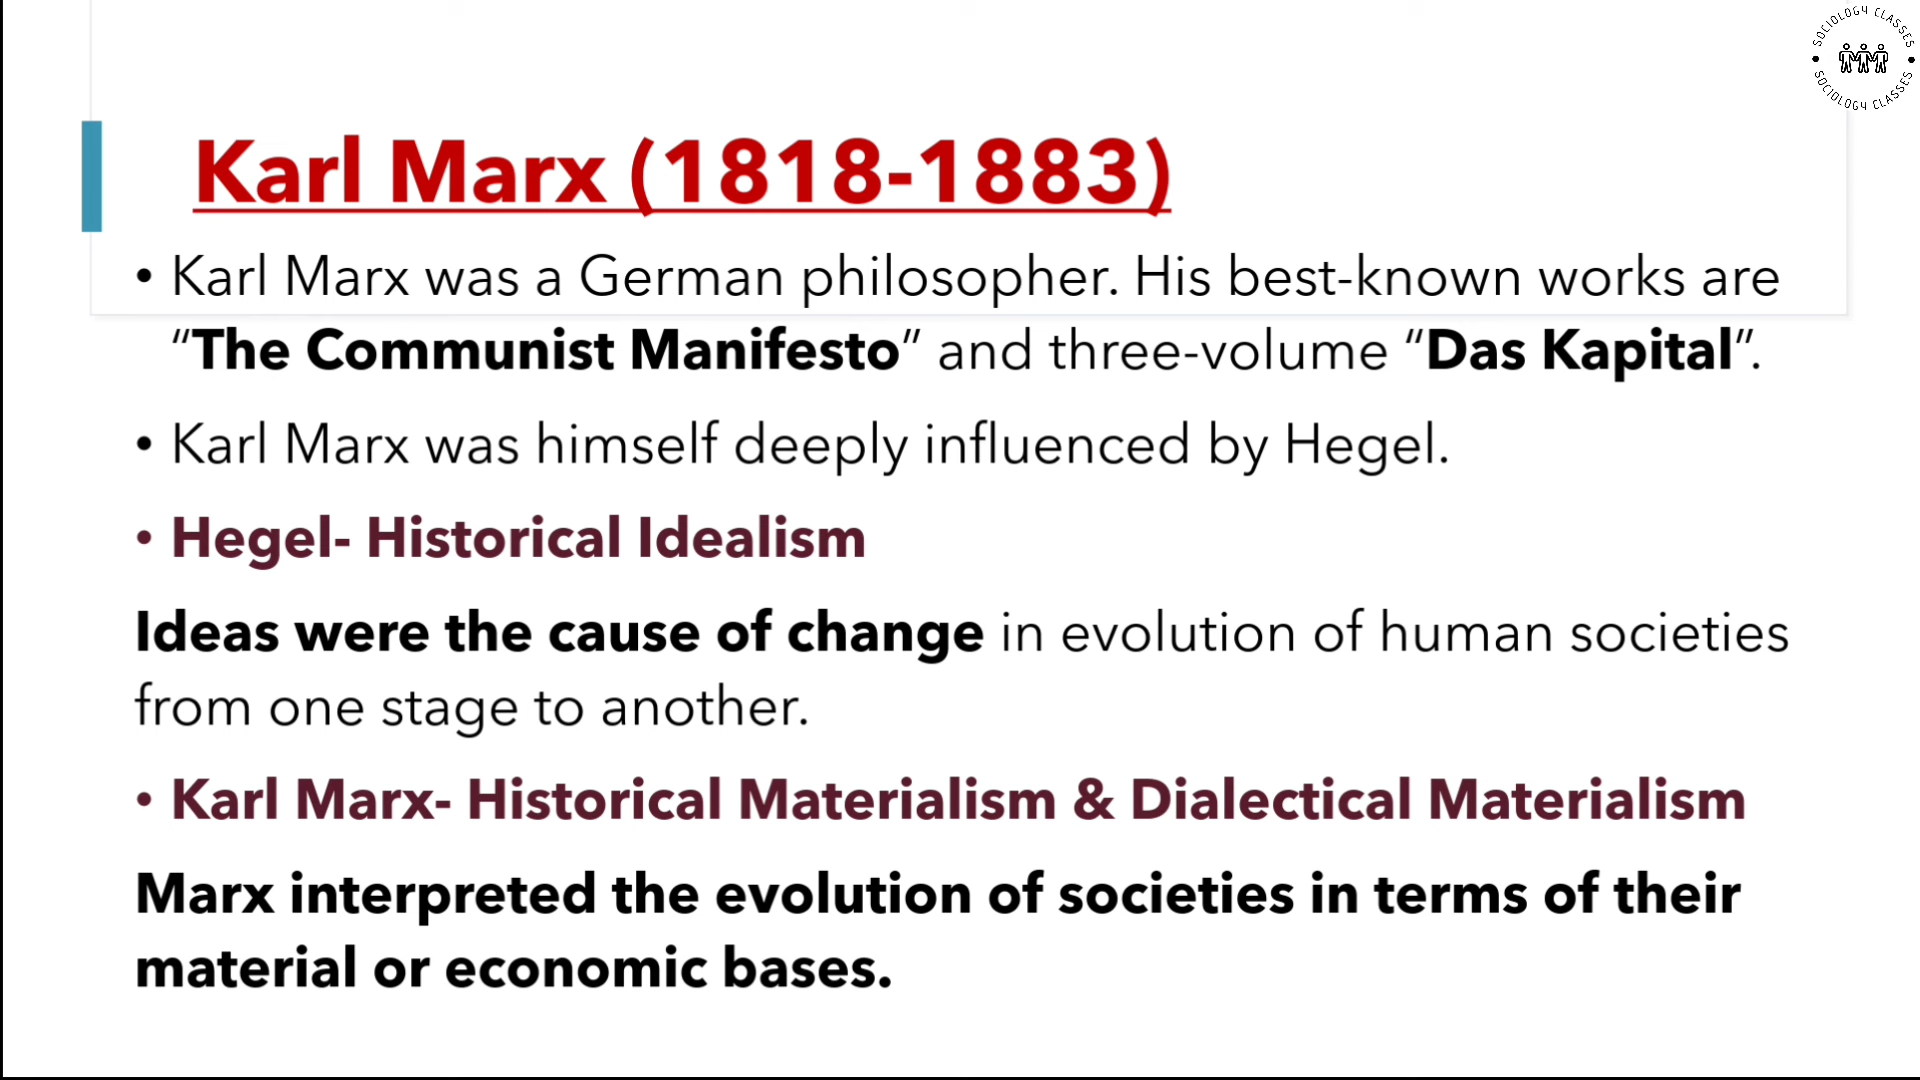 SOCIOLOGY CLASSES
SOCIOLOGY CLASSES
Karl Marx (1818-1883)
• Karl Marx was a German philosopher. His best-known works are
“The Communist Manifesto” and three-volume “Das Kapital”.
• Karl Marx was himself deeply influenced by Hegel.
• Hegel- Historical Idealism
Ideas were the cause of change in evolution of human societies
from one stage to another.
• Karl Marx- Historical Materialism & Dialectical Materialism
Marx interpreted the evolution of societies in terms of their
material or economic bases.